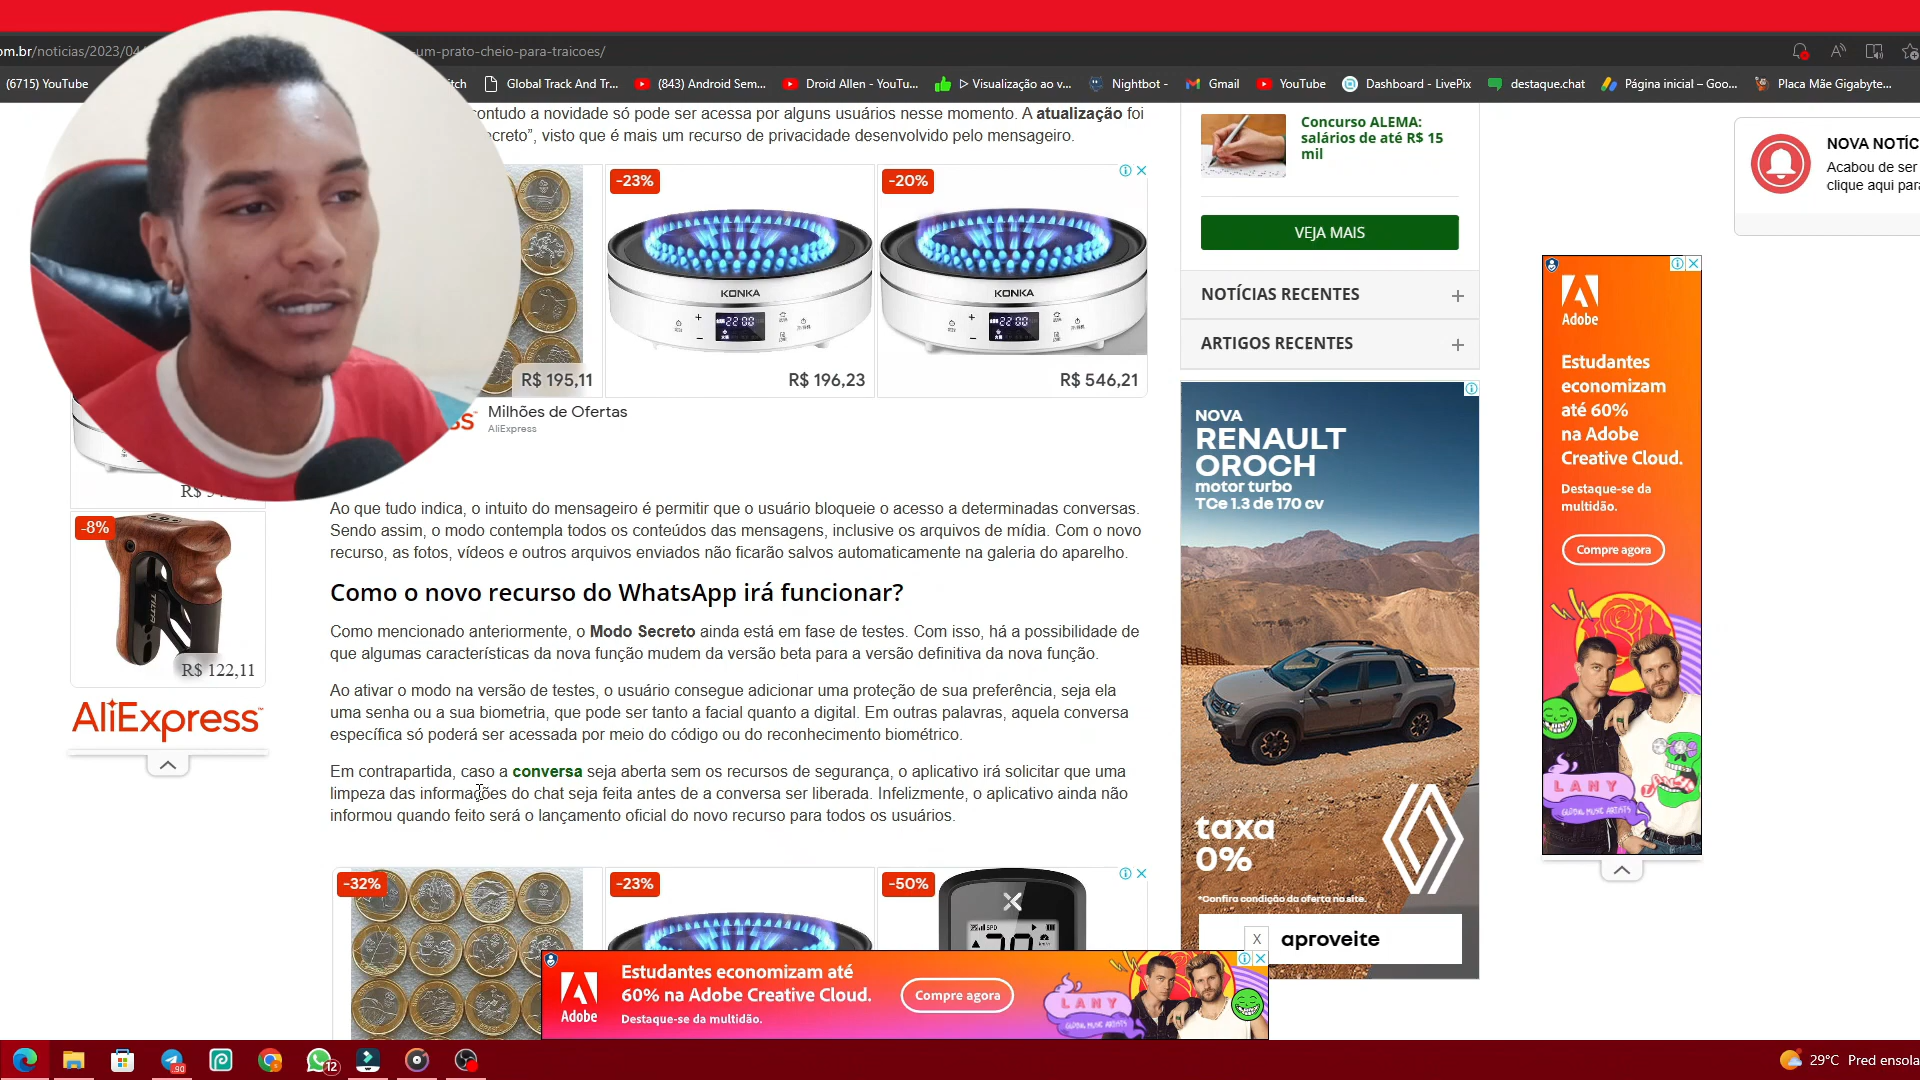 om.br/noticias/2023/04
-um-prato-cheio-para-traicoes/
(6715) YouTube
tch
Global Track And Tr...
(843) Android Sem...
Droid Allen - YouTu...
▷ Visualização ao v...
Nightbot -
Gmail
YouTube
Dashboard - LivePix
destaque.chat
Página inicial – Goo...
Placa Mãe Gigabyte...
ontudo a novidade só pode ser acessa por alguns usuários nesse momento. A atualização foi
creto”, visto que é mais um recurso de privacidade desenvolvido pelo mensageiro.
-23%
-20%
KONKA
KONKA
22:00
22:00
R$ 195,11
R$ 196,23
R$ 546,21
Milhões de Ofertas
AliExpress
-8%
TILTA
R$ 122,11
AliExpress
Ao que tudo indica, o intuito do mensageiro é permitir que o usuário bloqueie o acesso a determinadas conversas.
Sendo assim, o modo contempla todos os conteúdos das mensagens, inclusive os arquivos de mídia. Com o novo
recurso, as fotos, vídeos e outros arquivos enviados não ficarão salvos automaticamente na galeria do aparelho.
Como o novo recurso do WhatsApp irá funcionar?
Como mencionado anteriormente, o Modo Secreto ainda está em fase de testes. Com isso, há a possibilidade de
que algumas características da nova função mudem da versão beta para a versão definitiva da nova função.
Ao ativar o modo na versão de testes, o usuário consegue adicionar uma proteção de sua preferência, seja ela
uma senha ou a sua biometria, que pode ser tanto a facial quanto a digital. Em outras palavras, aquela conversa
específica só poderá ser acessada por meio do código ou do reconhecimento biométrico.
Em contrapartida, caso a conversa seja aberta sem os recursos de segurança, o aplicativo irá solicitar que uma
limpeza das informações do chat seja feita antes de a conversa ser liberada. Infelizmente, o aplicativo ainda não
informou quando feito será o lançamento oficial do novo recurso para todos os usuários.
-32%
-23%
-50%
Concurso ALEMA:
salários de até R$ 15
mil
VEJA MAIS
NOTÍCIAS RECENTES
ARTIGOS RECENTES
NOVA
RENAULT
OROCH
motor turbo
TCe 1.3 de 170 cv
taxa
0%
*Confira condição da oferta no site.
X
aproveite
NOVA NOTÍC
Acabou de ser
clique aqui para
Adobe
Estudantes
economizam
até 60%
na Adobe
Creative Cloud.
Destaque-se da
multidão.
Compre agora
LANY
GLOBAL MUSIC ARTISTS
Adobe
Estudantes economizam até
60% na Adobe Creative Cloud.
Destaque-se da multidão.
Compre agora
LANY
GLOBAL MUSIC ARTISTS
90
12
29°C Pred ensola